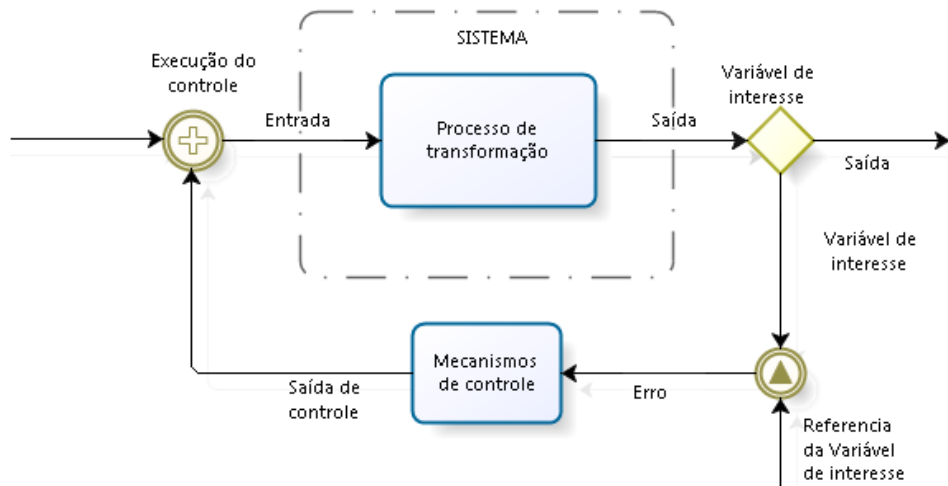 SISTEMA
Execução do
controle
Variável de
interesse
Entrada
Processo de
transformação
Saída
Saída
Variável de
interesse
Mecanismos
de controle
Saída de
controle
Erro
Referencia
da Variável
de interesse